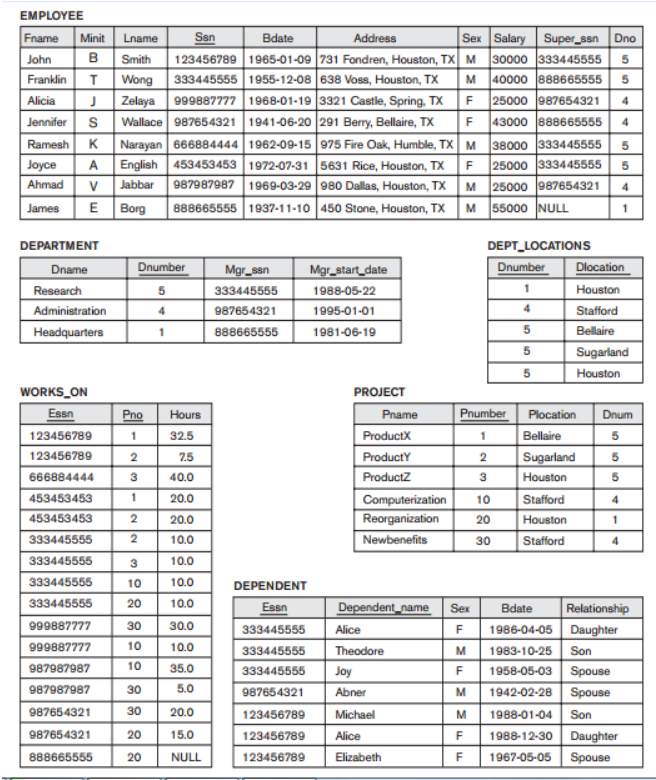 EMPLOYEE
Fname Minit Lname Ssn Bdate Address Sex Salary Super_ssn Dno
John B Smith 123456789 1965-01-09 731 Fondren, Houston, TX M 30000 333445555 5
Franklin T Wong 333445555 1955-12-08 638 Voss, Houston, TX M 40000 888665555 5
Alicia J Zelaya 999887777 1968-01-19 3321 Castle, Spring, TX F 25000 987654321 4
Jennifer S Wallace 987654321 1941-06-20 291 Berry, Bellaire, TX F 43000 888665555 4
Ramesh K Narayan 666884444 1962-09-15 975 Fire Oak, Humble, TX M 38000 333445555 5
Joyce A English 453453453 1972-07-31 5631 Rice, Houston, TX F 25000 333445555 5
Ahmad V Jabbar 987987987 1969-03-29 980 Dallas, Houston, TX M 25000 987654321 4
James E Borg 888665555 1937-11-10 450 Stone, Houston, TX M 55000 NULL 1
DEPARTMENT
Dname Dnumber Mgr_ssn Mgr_start_date
Research 5 333445555 1988-05-22
Administration 4 987654321 1995-01-01
Headquarters 1 888665555 1981-06-19
DEPT_LOCATIONS
Dnumber Dlocation
1 Houston
4 Stafford
5 Bellaire
5 Sugarland
5 Houston
WORKS_ON
Essn Pno Hours
123456789 1 32.5
123456789 2 7.5
666884444 3 40.0
453453453 1 20.0
453453453 2 20.0
333445555 2 10.0
333445555 3 10.0
333445555 10 10.0
333445555 20 10.0
999887777 30 30.0
999887777 10 10.0
987987987 10 35.0
987987987 30 5.0
987654321 30 20.0
987654321 20 15.0
888665555 20 NULL
PROJECT
Pname Pnumber Plocation Dnum
ProductX 1 Bellaire 5
ProductY 2 Sugarland 5
ProductZ 3 Houston 5
Computerization 10 Stafford 4
Reorganization 20 Houston 1
Newbenefits 30 Stafford 4
DEPENDENT
Essn Dependent_name Sex Bdate Relationship
333445555 Alice F 1986-04-05 Daughter
333445555 Theodore M 1983-10-25 Son
333445555 Joy F 1958-05-03 Spouse
987654321 Abner M 1942-02-28 Spouse
123456789 Michael M 1988-01-04 Son
123456789 Alice F 1988-12-30 Daughter
123456789 Elizabeth F 1967-05-05 Spouse